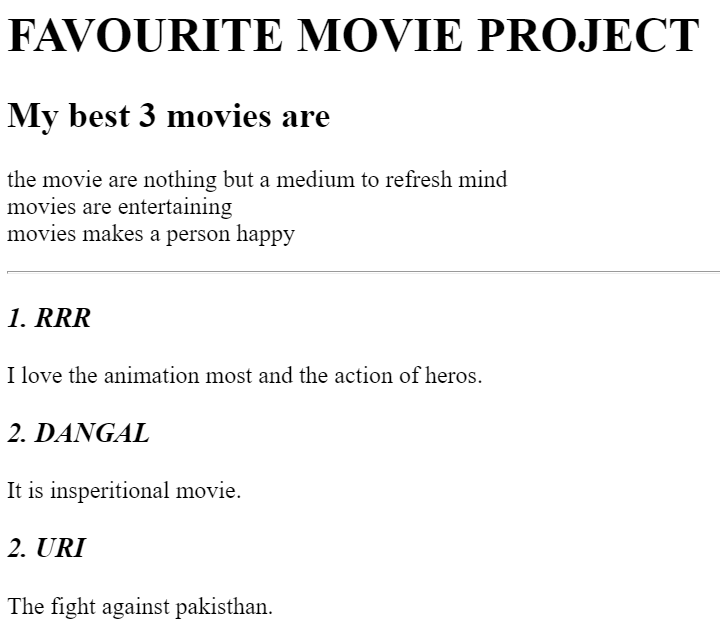 FAVOURITE MOVIE PROJECT
My best 3 movies are
the movie are nothing but a medium to refresh mind
movies are entertaining
movies makes a person happy
1. RRR
I love the animation most and the action of heros.
2. DANGAL
It is insperitional movie.
2. URI
The fight against pakisthan.